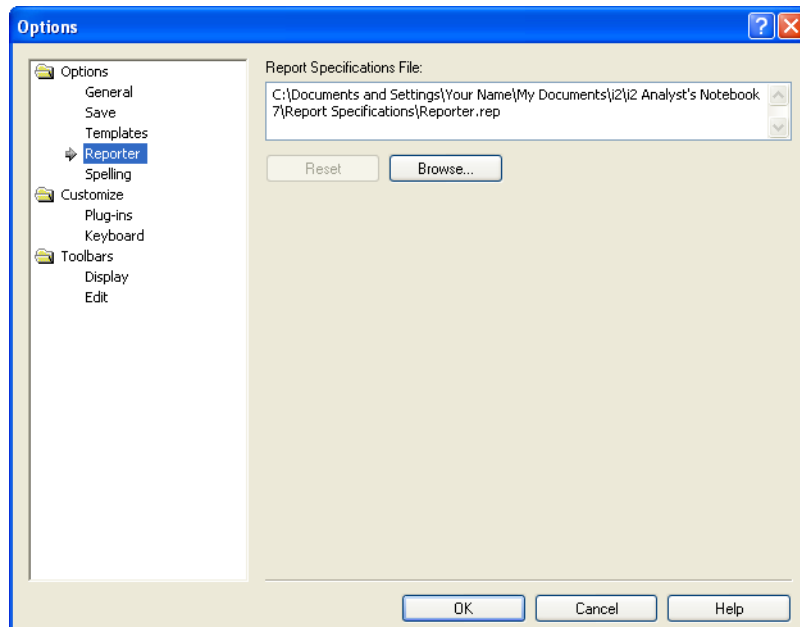 Options
Options
General
Save
Templates
Reporter
Spelling
Customize
Plug-ins
Keyboard
Toolbars
Display
Edit
Report Specifications File:
C:\Documents and Settings\Your Name\My Documents\i2\i2 Analyst's Notebook
7\Report Specifications\Reporter.rep
Reset
Browse...
OK
Cancel
Help